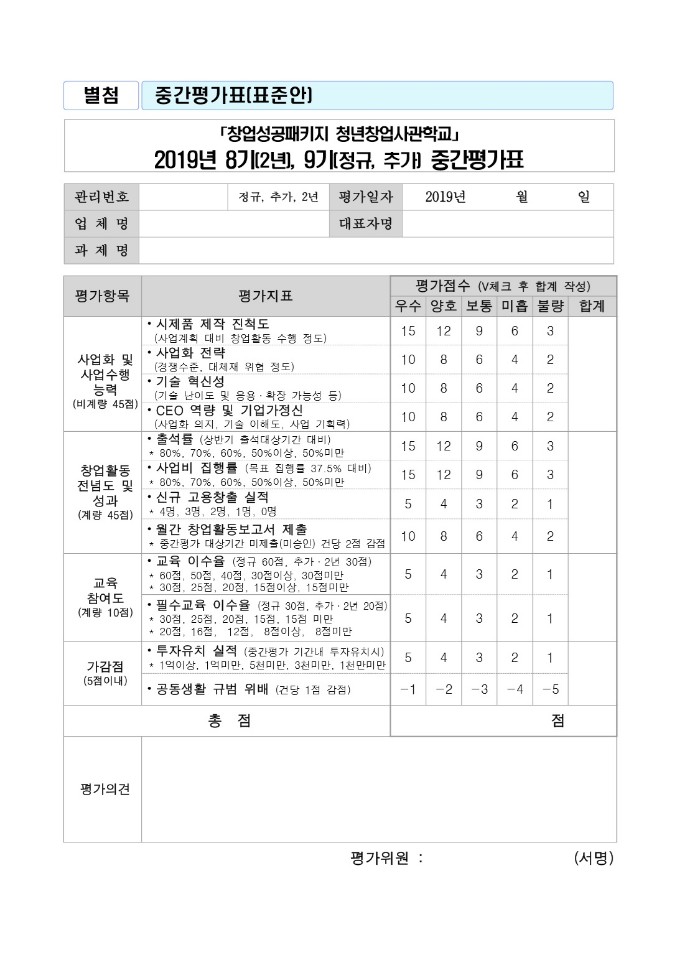 별첨 중간평가표(표준안)
「창업성공패키지 청년창업사관학교」
2019년 8기(2년), 9기(정규, 추가) 중간평가표
관리번호 정규, 추가, 2년 평가일자 2019년 월 일
업 체 명 대표자명
과 제 명
평가항목 평가지표 평가점수 (V체크 후 합계 작성)
우수 양호 보통 미흡 불량 합계
사업화 및
사업수행
능력
(비계량 45점)
• 시제품 제작 진척도
(사업계획 대비 창업활동 수행 정도)
15 12 9 6 3
• 사업화 전략
(경쟁수준, 대체재 위협 정도)
10 8 6 4 2
• 기술 혁신성
(기술 난이도 및 응용·확장 가능성 등)
10 8 6 4 2
• CEO 역량 및 기업가정신
(사업화 의지, 기술 이해도, 사업 기획력)
10 8 6 4 2
창업활동
전념도 및
성과
(계량 45점)
• 출석률 (상반기 출석대상기간 대비)
* 80%, 70%, 60%, 50%이상, 50%미만
15 12 9 6 3
• 사업비 집행률 (목표 집행률 37.5% 대비)
* 80%, 70%, 60%, 50%이상, 50%미만
15 12 9 6 3
• 신규 고용창출 실적
* 4명, 3명, 2명, 1명, 0명
5 4 3 2 1
• 월간 창업활동보고서 제출
* 중간평가 대상기간 미제출(미승인) 건당 2점 감점
10 8 6 4 2
교육
참여도
(계량 10점)
• 교육 이수율 (정규 60점, 추가·2년 30점)
* 60점, 50점, 40점, 30점이상, 30점미만
* 30점, 25점, 20점, 15점이상, 15점미만
5 4 3 2 1
• 필수교육 이수율 (정규 30점, 추가·2년 20점)
* 30점, 25점, 20점, 15점, 15점 미만
* 20점, 16점, 12점, 8점이상, 8점미만
5 4 3 2 1
가감점
(5점이내)
• 투자유치 실적 (중간평가 기간내 투자유치시)
* 1억이상, 1억미만, 5천미만, 3천미만, 1천만미만
5 4 3 2 1
• 공동생활 규범 위배 (건당 1점 감점)
-1 -2 -3 -4 -5
총 점 점
평가의견
평가위원 : (서명)